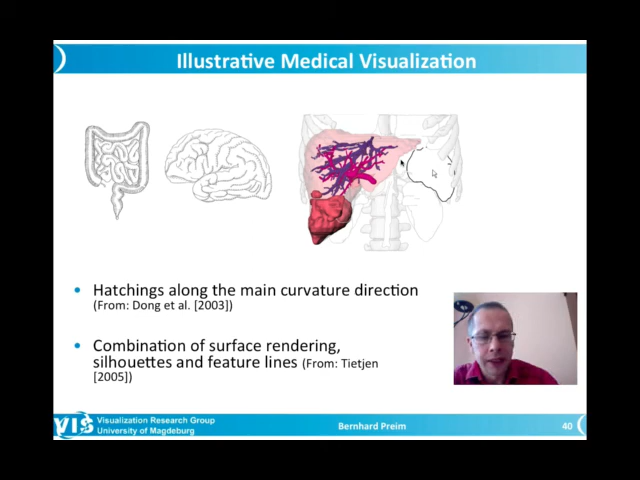 Illustrative Medical Visualization
• Hatchings along the main curvature direction
(From: Dong et al. [2003])
• Combination of surface rendering,
silhouettes and feature lines (From: Tietjen
[2005])
VIS
Visualization Research Group
University of Magdeburg
Bernhard Preim
40